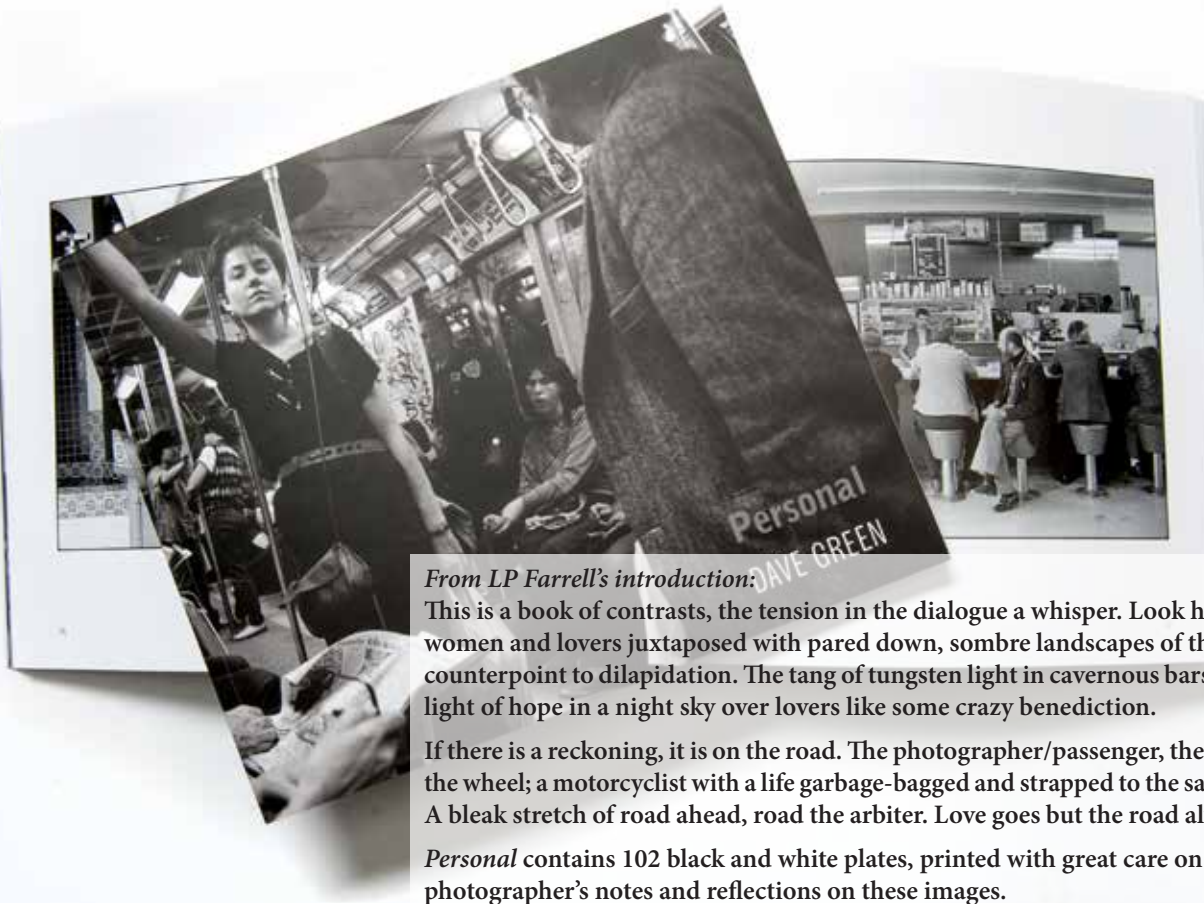 Personal
DAVE GREEN
From LP Farrell's introduction:
This is a book of contrasts, the tension in the dialogue a whisper. Look h
women and lovers juxtaposed with pared down, sombre landscapes of th
counterpoint to dilapidation. The tang of tungsten light in cavernous bars
light of hope in a night sky over lovers like some crazy benediction.
If there is a reckoning, it is on the road. The photographer/passenger, the
the wheel; a motorcyclist with a life garbage-bagged and strapped to the sa
A bleak stretch of road ahead, road the arbiter. Love goes but the road al
Personal contains 102 black and white plates, printed with great care on
photographer's notes and reflections on these images.